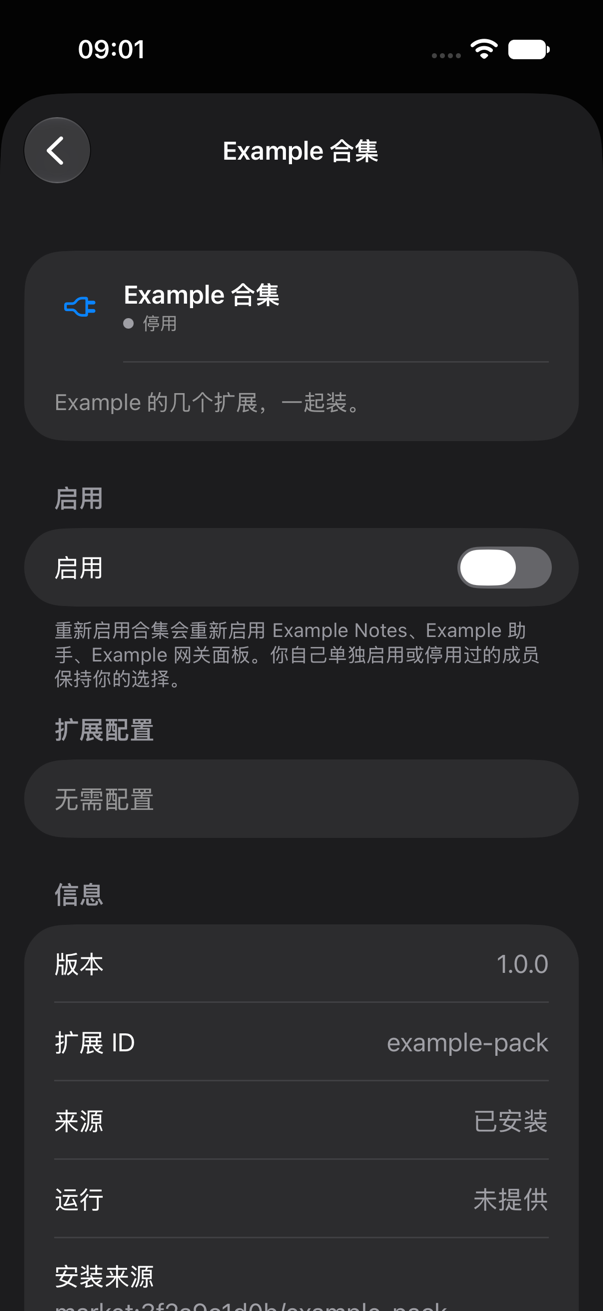 09:01
Example 合集
Example 合集
停用
Example 的几个扩展，一起装。
启用
启用
重新启用合集会重新启用 Example Notes、Example 助
手、Example 网关面板。你自己单独启用或停用过的成员
保持你的选择。
扩展配置
无需配置
信息
版本 1.0.0
扩展 ID example-pack
来源 已安装
运行 未提供
安装来源